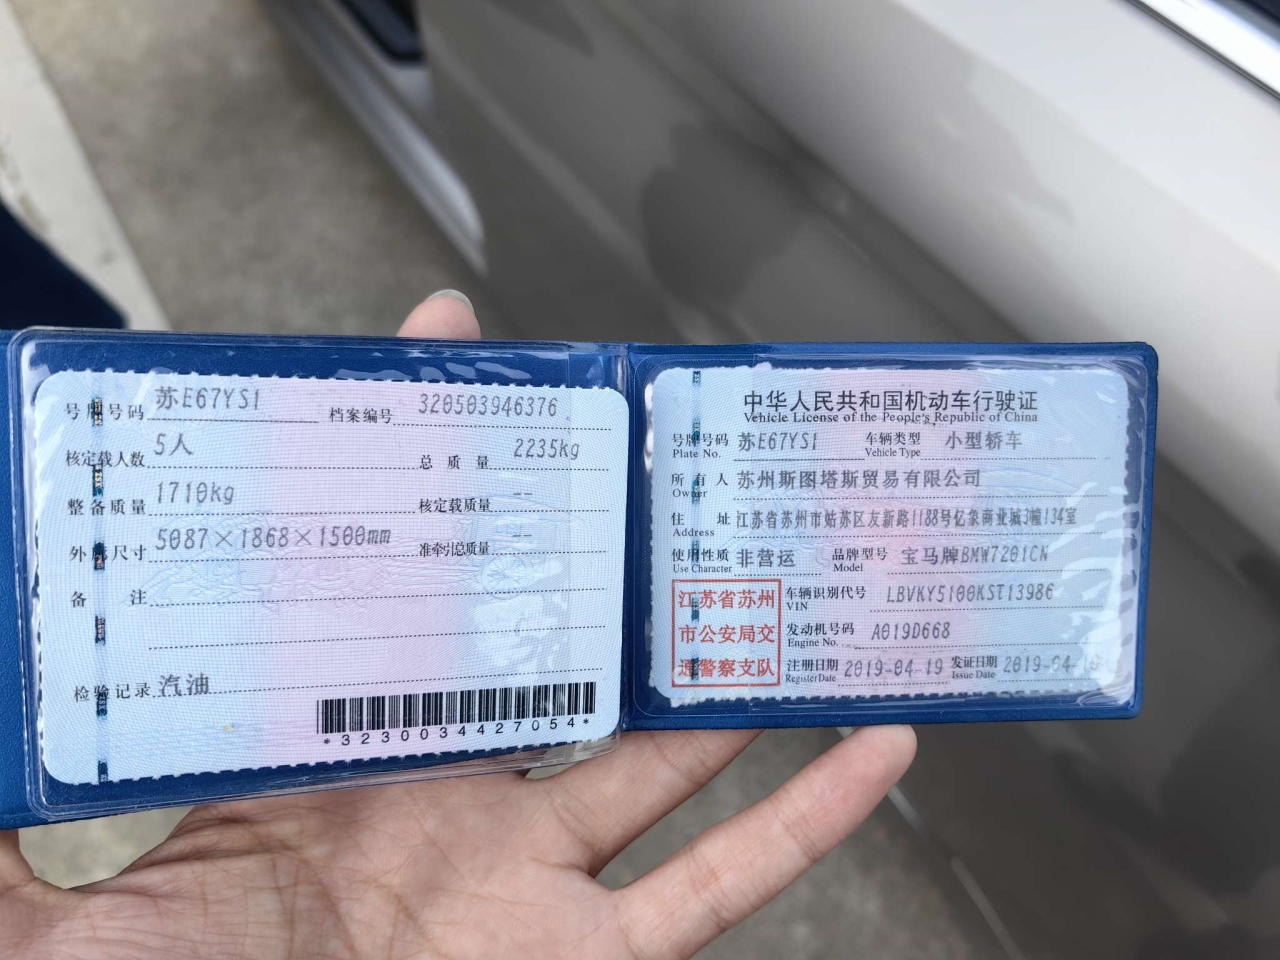 号牌号码 苏E67YS1 档案编号 320503946376
核定载人数 5人 总质量 2235kg
整备质量 1710kg 核定载质量 --
外廓尺寸 5087×1868×1500mm 准牵引总质量 --
备注
检验记录 汽油
*3230034427054*
中华人民共和国机动车行驶证
Vehicle License of the People's Republic of China
号牌号码 苏E67YS1 车辆类型 小型轿车
Plate No. Vehicle Type
所有人 苏州斯图塔斯贸易有限公司
Owner
住址 江苏省苏州市姑苏区友新路1188号亿象商业城3幢134室
Address
使用性质 非营运 品牌型号 宝马牌BMW7201CN
Use Character Model
江苏省苏州
市公安局交
通警察支队
车辆识别代号 LBVKY5100KST13986
VIN
发动机号码 A019D668
Engine No.
注册日期 2019-04-19 发证日期 2019-04-
Register Date Issue Date